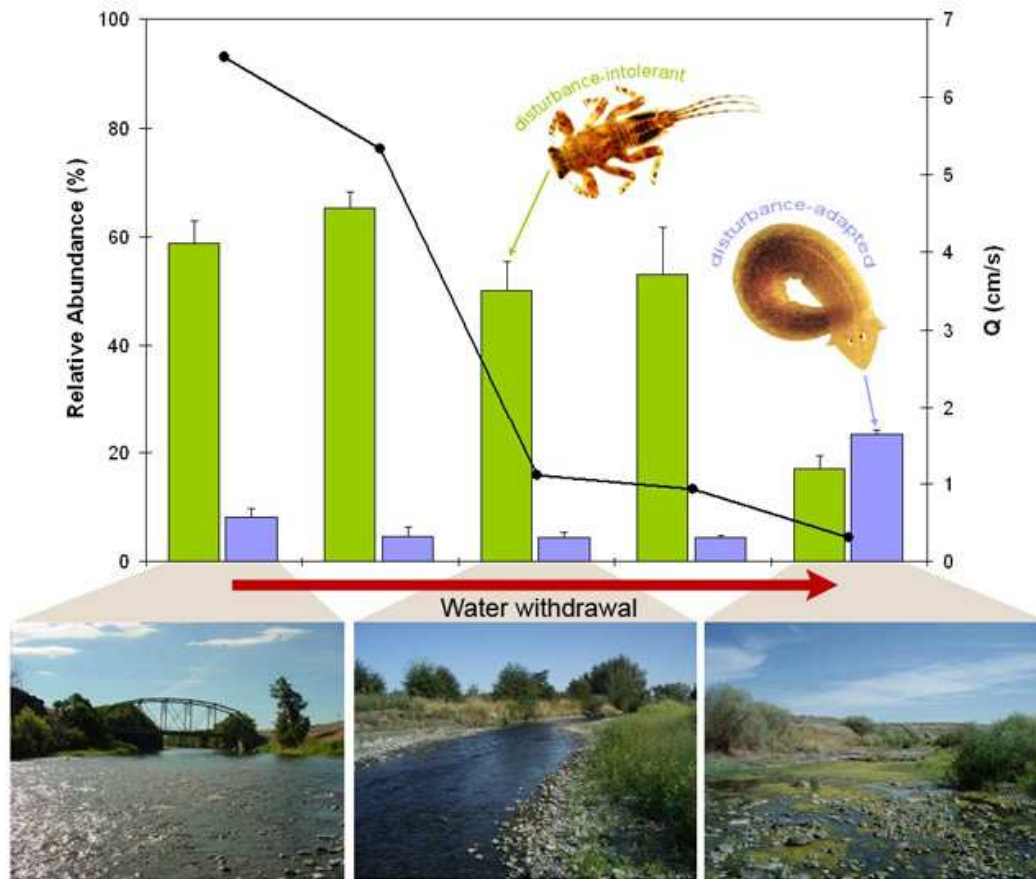 100
80
60
40
20
0
Relative Abundance (%)
disturbance-intolerant
disturbance-adapted
7
6
5
4
3
2
1
0
Q (cm/s)
Water withdrawal